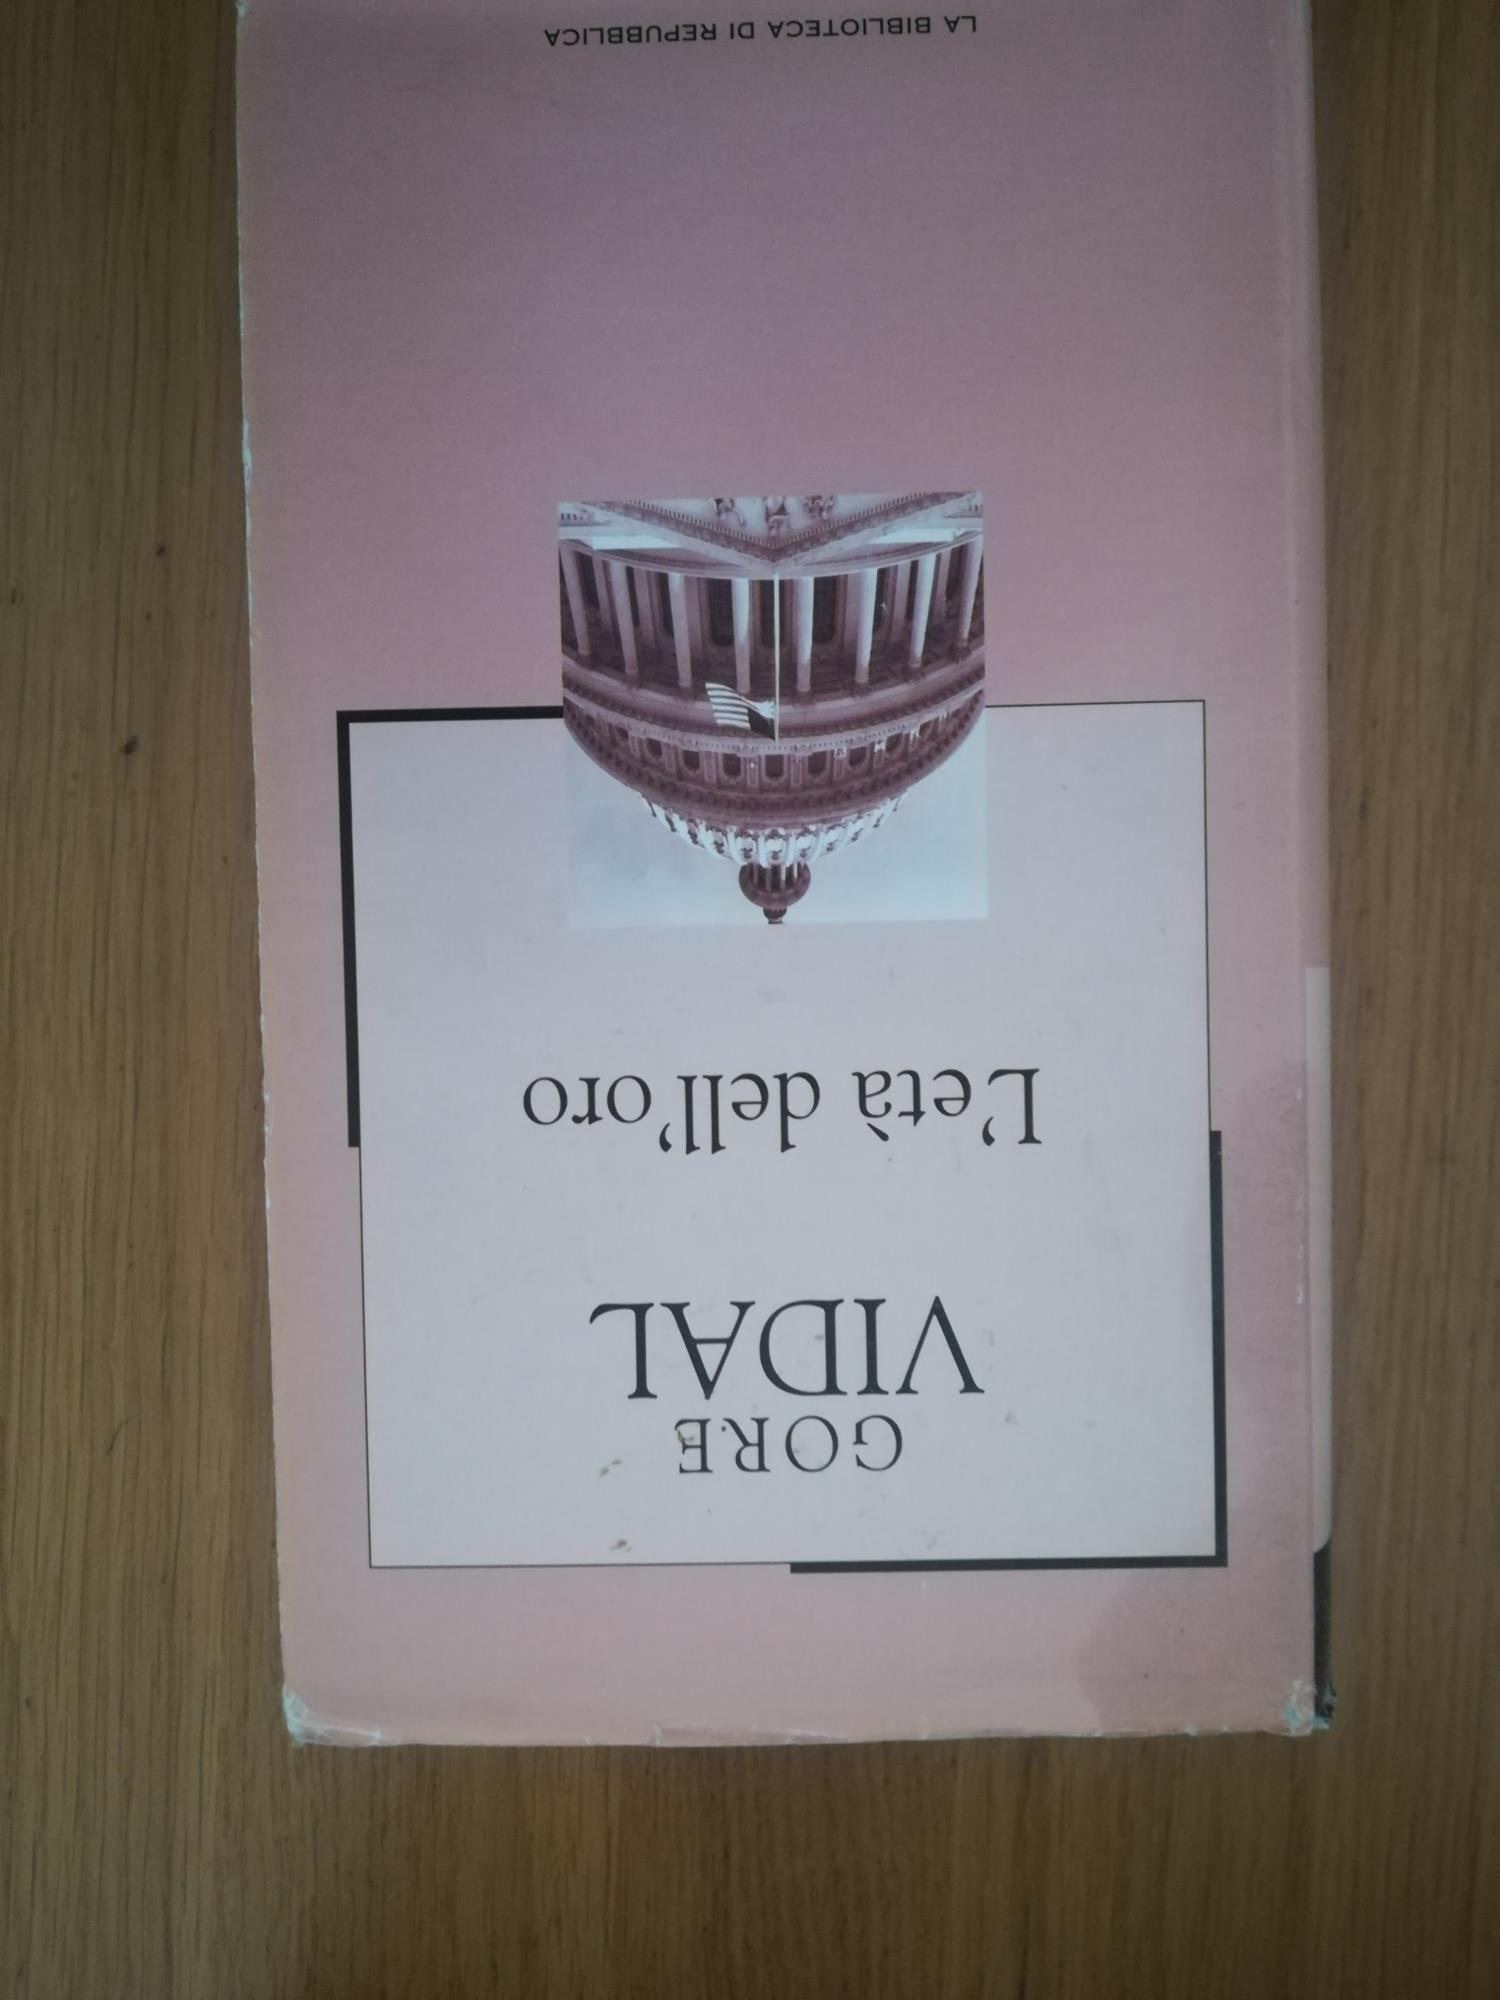 GORE
VIDAL
L'età dell'oro
LA BIBLIOTECA DI REPUBBLICA